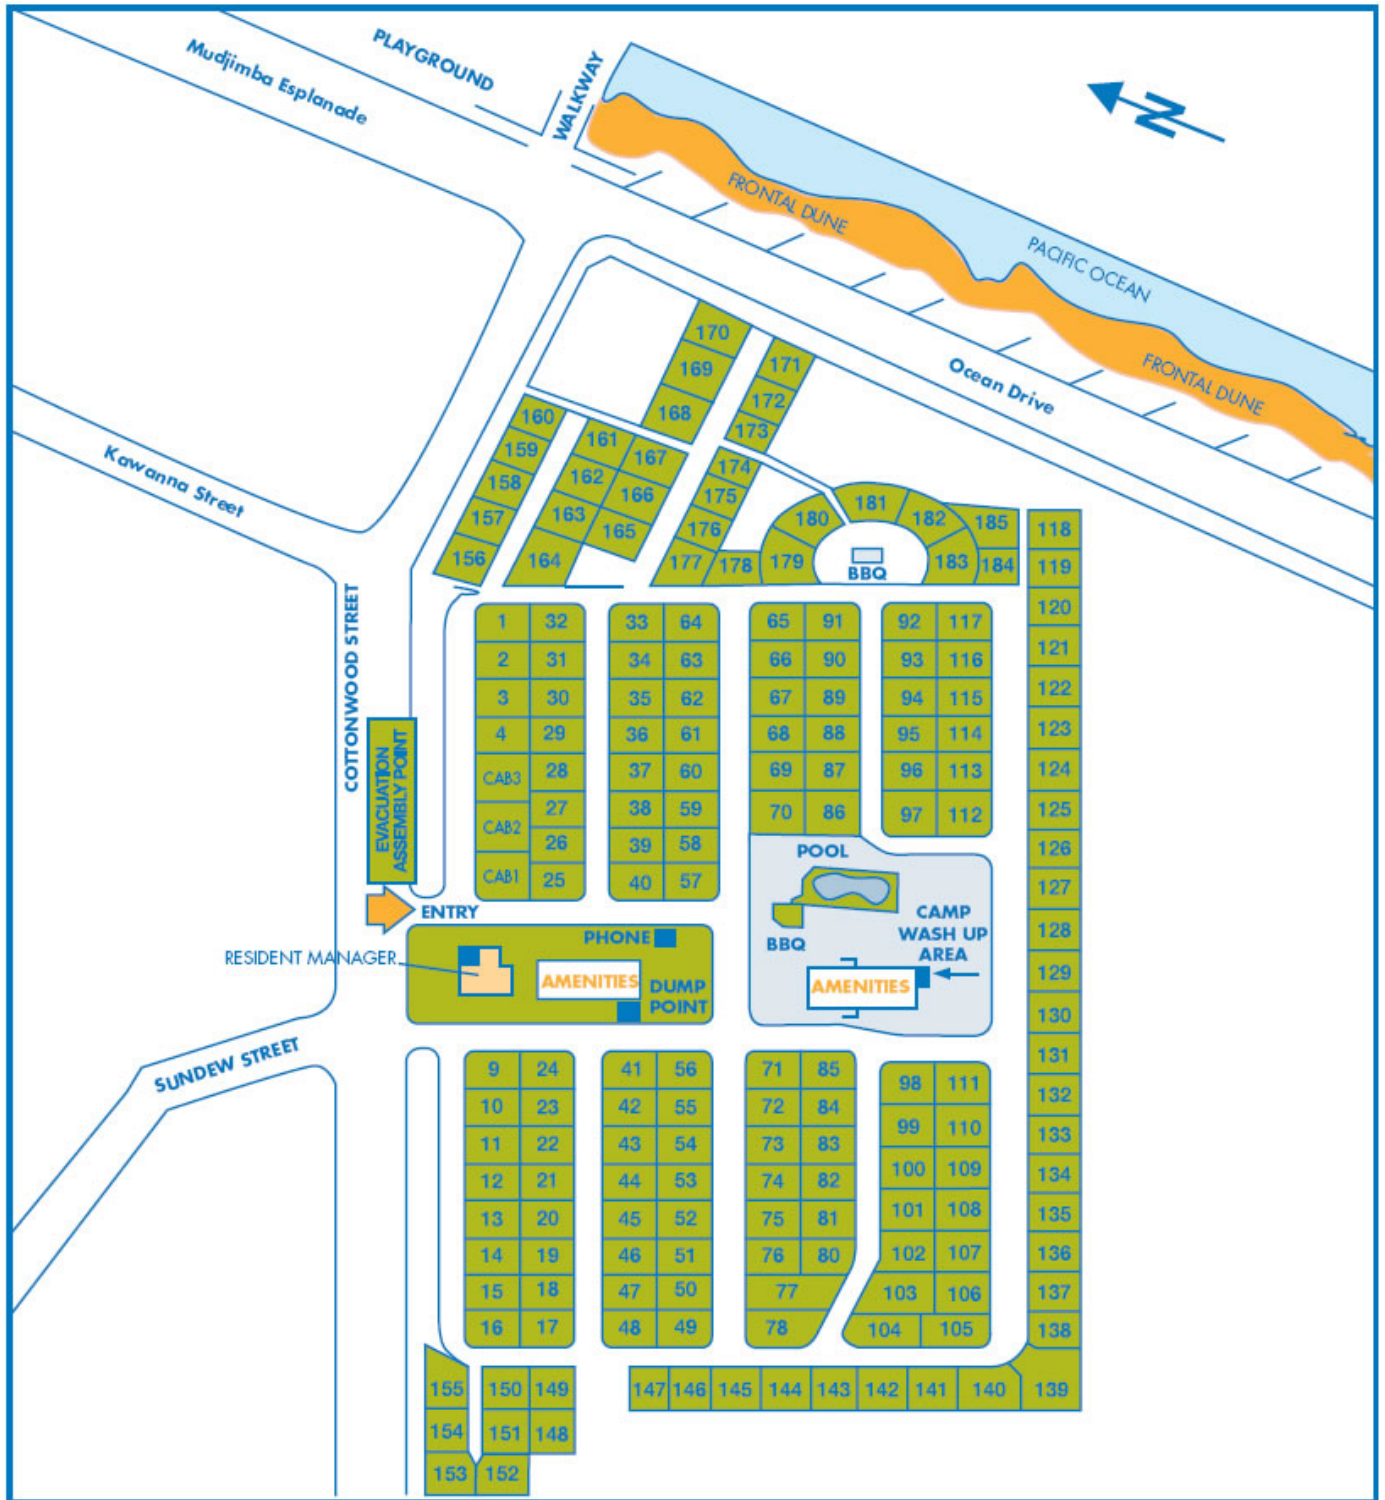 PLAYGROUND
WALKWAY
Mudjimba Esplanade
N
FRONTAL DUNE
PACIFIC OCEAN
FRONTAL DUNE
Ocean Drive
Kawanna Street
COTTONWOOD STREET
170
169
168
171
172
173
160
159
158
157
156
161 167
162 166
163 165
164
174
175
176
177 178 179
180 181 182 185
183 184
BBQ
118
119
120
121
122
123
124
125
126
127
128
129
130
131
132
133
134
135
136
137
138
139
1 32 33 64 65 91 92 117
2 31 34 63 66 90 93 116
3 30 35 62 67 89 94 115
4 29 36 61 68 88 95 114
CAB3 28 37 60 69 87 96 113
CAB2 27 38 59 70 86 97 112
26 39 58
CAB1 25 40 57
EVACUATION
ASSEMBLY POINT
ENTRY
RESIDENT MANAGER
PHONE
AMENITIES
DUMP
POINT
POOL
BBQ
CAMP
WASH UP
AREA
AMENITIES
SUNDEW STREET
9 24 41 56 71 85 98 111
10 23 42 55 72 84 99 110
11 22 43 54 73 83 100 109
12 21 44 53 74 82 101 108
13 20 45 52 75 81 102 107
14 19 46 51 76 80 103 106
15 18 47 50 77 104 105
16 17 48 49 78
155 150 149 147 146 145 144 143 142 141 140
154 151 148
153 152